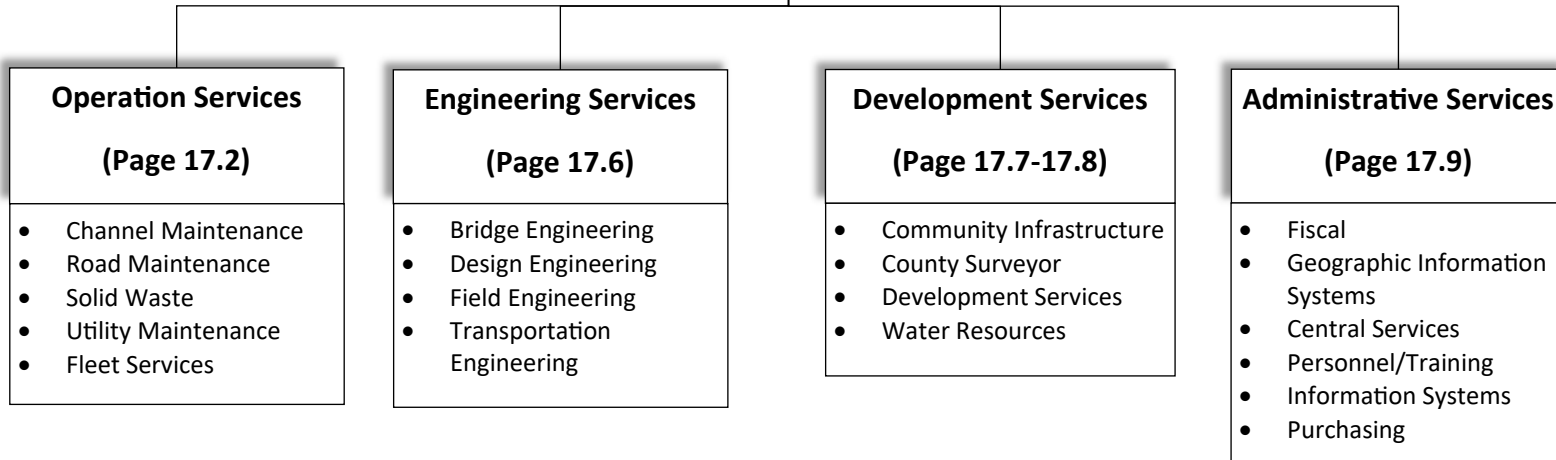 Operation Services
(Page 17.2)
• Channel Maintenance
• Road Maintenance
• Solid Waste
• Utility Maintenance
• Fleet Services
Engineering Services
(Page 17.6)
• Bridge Engineering
• Design Engineering
• Field Engineering
• Transportation
Engineering
Development Services
(Page 17.7-17.8)
• Community Infrastructure
• County Surveyor
• Development Services
• Water Resources
Administrative Services
(Page 17.9)
• Fiscal
• Geographic Information
Systems
• Central Services
• Personnel/Training
• Information Systems
• Purchasing